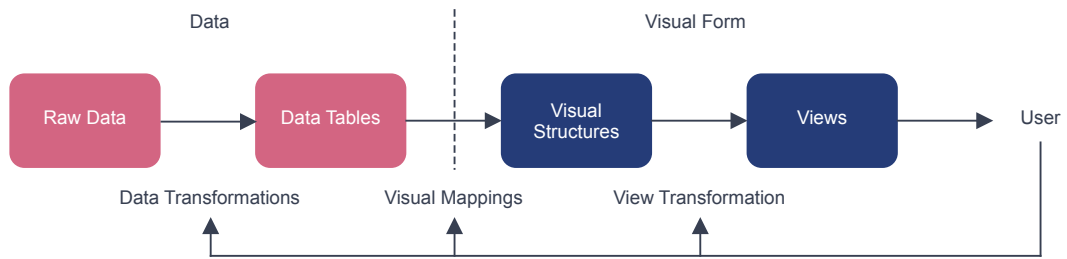 Data
Visual Form
Raw Data
Data Tables
Visual
Structures
Views
User
Data Transformations
Visual Mappings
View Transformation